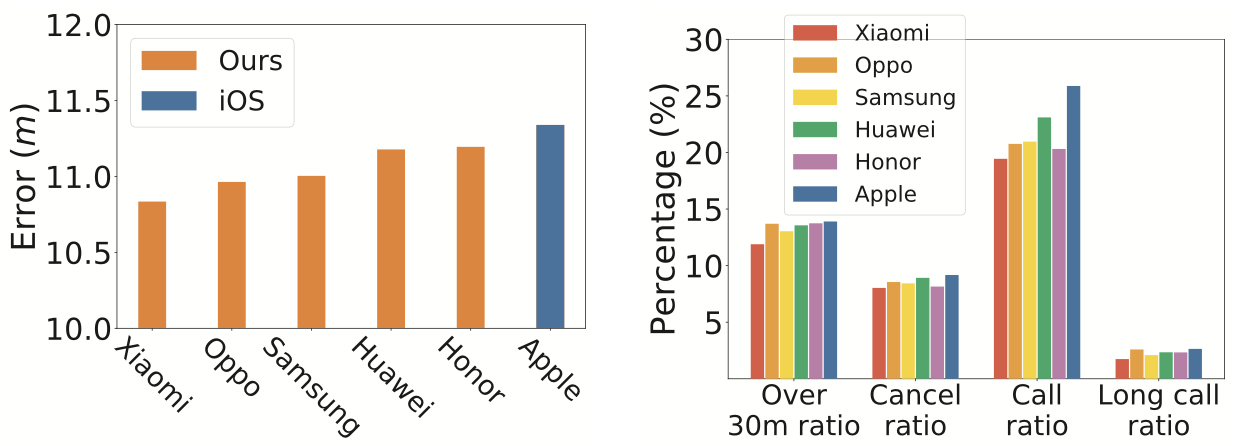 12.0
11.5
11.0
10.5
10.0
Error (m)
Ours
iOS
Xiaomi
Oppo
Samsung
Huawei
Honor
Apple
30
25
20
15
10
5
Percentage (%)
Xiaomi
Oppo
Samsung
Huawei
Honor
Apple
Over
30m ratio
Cancel
ratio
Call
ratio
Long call
ratio